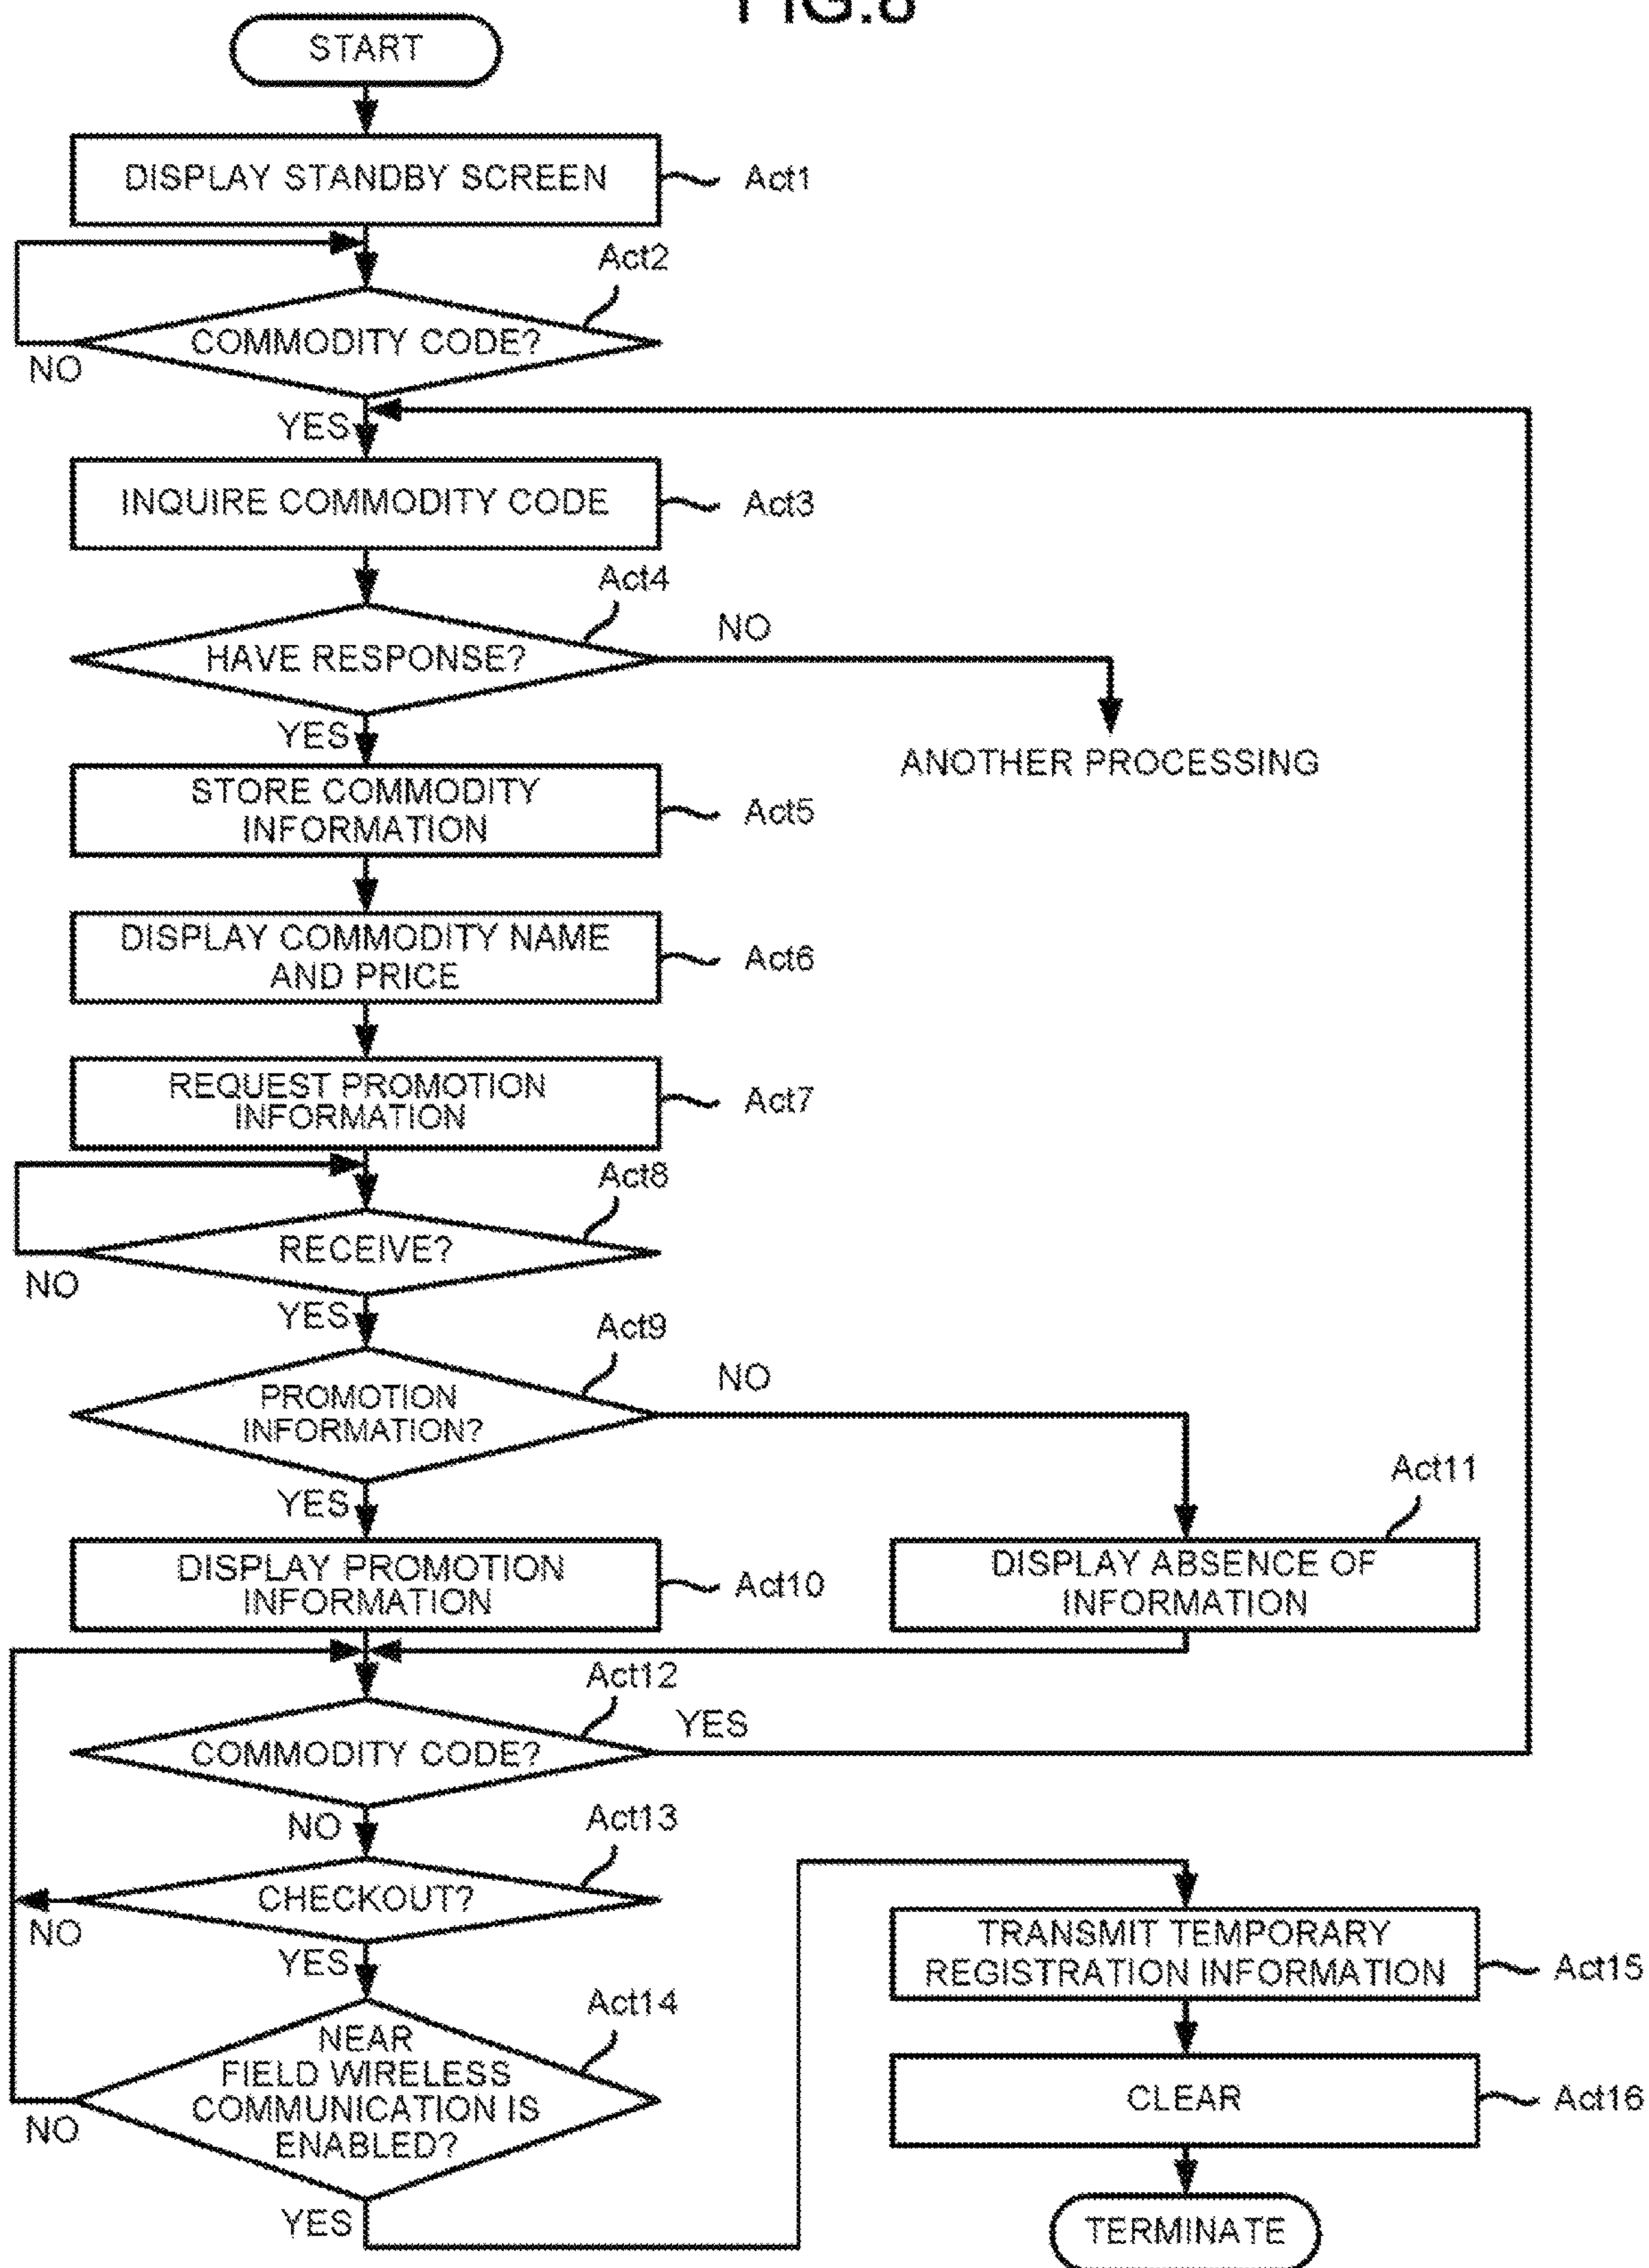 FIG.8
START
DISPLAY STANDBY SCREEN
Act1
Act2
COMMODITY CODE?
NO
YES
INQUIRE COMMODITY CODE
Act3
Act4
HAVE RESPONSE?
NO
YES
ANOTHER PROCESSING
STORE COMMODITY
INFORMATION
Act5
DISPLAY COMMODITY NAME
AND PRICE
Act6
REQUEST PROMOTION
INFORMATION
Act7
Act8
RECEIVE?
NO
YES
Act9
PROMOTION
INFORMATION?
NO
YES
DISPLAY PROMOTION
INFORMATION
Act10
Act11
DISPLAY ABSENCE OF
INFORMATION
Act12
COMMODITY CODE?
YES
NO
Act13
CHECKOUT?
NO
YES
Act14
NEAR
FIELD WIRELESS
COMMUNICATION IS
ENABLED?
NO
YES
TRANSMIT TEMPORARY
REGISTRATION INFORMATION
Act15
CLEAR
Act16
TERMINATE